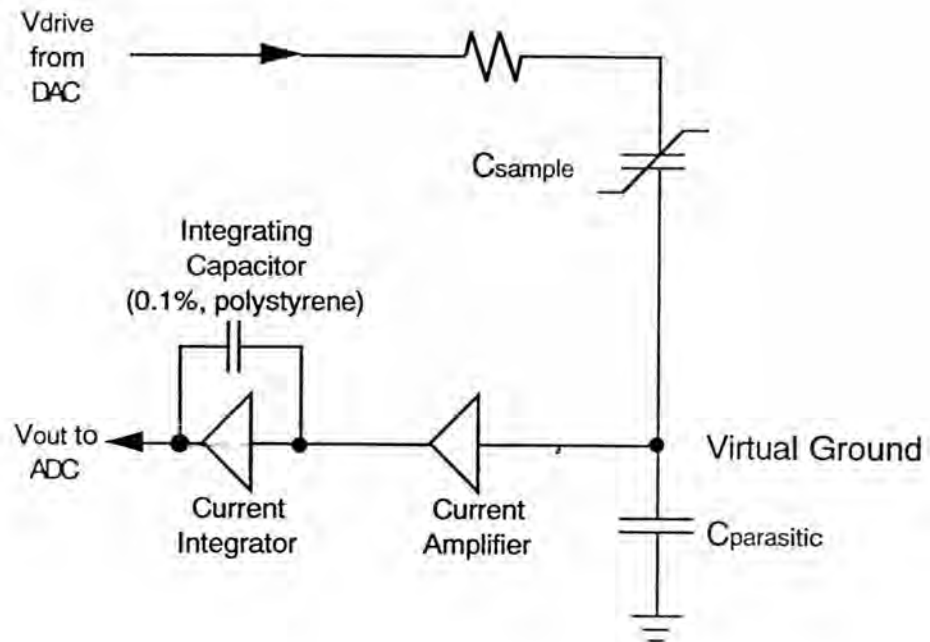 Vdrive
from
DAC
Csample
Integrating
Capacitor
(0.1%, polystyrene)
Vout to
ADC
Current
Integrator
Current
Amplifier
Virtual Ground
Cparasitic